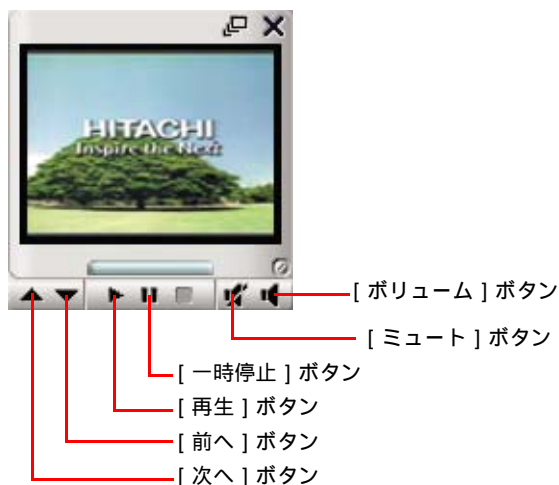 HITACHI
Inspire the Next
[ ボリューム ] ボタン
[ ミュート ] ボタン
[ 一時停止 ] ボタン
[ 再生 ] ボタン
[ 前へ ] ボタン
[ 次へ ] ボタン